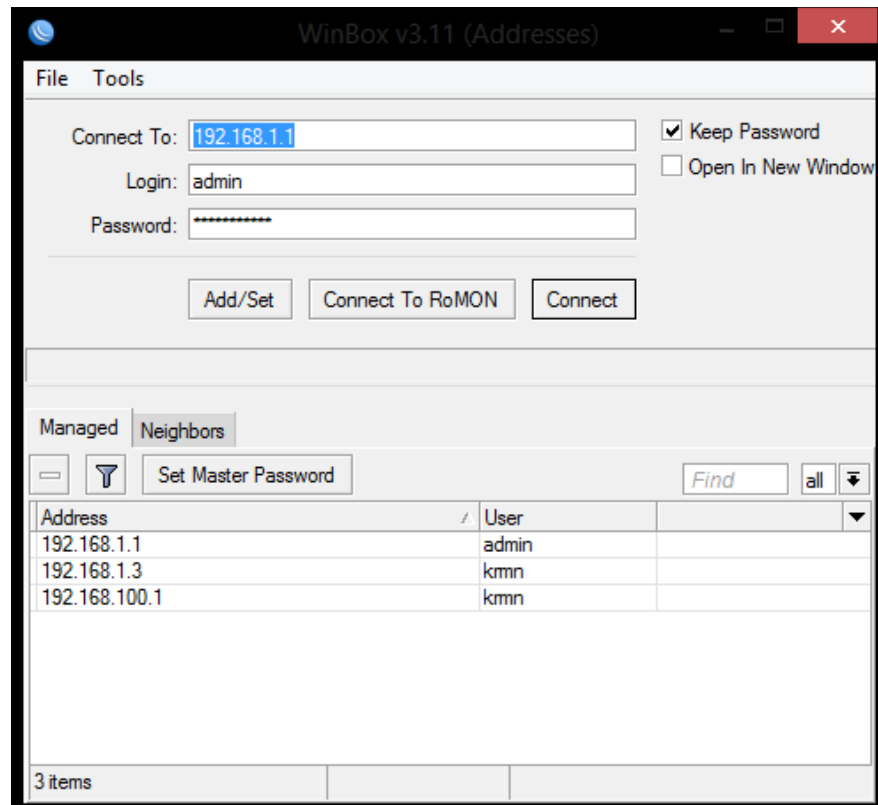 WinBox v3.11 (Addresses)
File Tools
Connect To: 192.168.1.1
Keep Password
Open In New Window
Login: admin
Password: ***********
Add/Set Connect To RoMON Connect
Managed Neighbors
Set Master Password Find all
Address User
192.168.1.1 admin
192.168.1.3 krmn
192.168.100.1 krmn
3 items